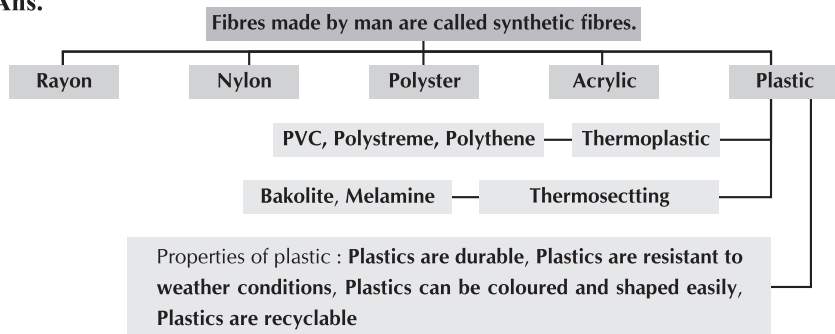 Ans.
Fibres made by man are called synthetic fibres.
Rayon
Nylon
Polyster
Acrylic
Plastic
PVC, Polystreme, Polythene
Thermoplastic
Bakolite, Melamine
Thermosectting
Properties of plastic : Plastics are durable, Plastics are resistant to
weather conditions, Plastics can be coloured and shaped easily,
Plastics are recyclable